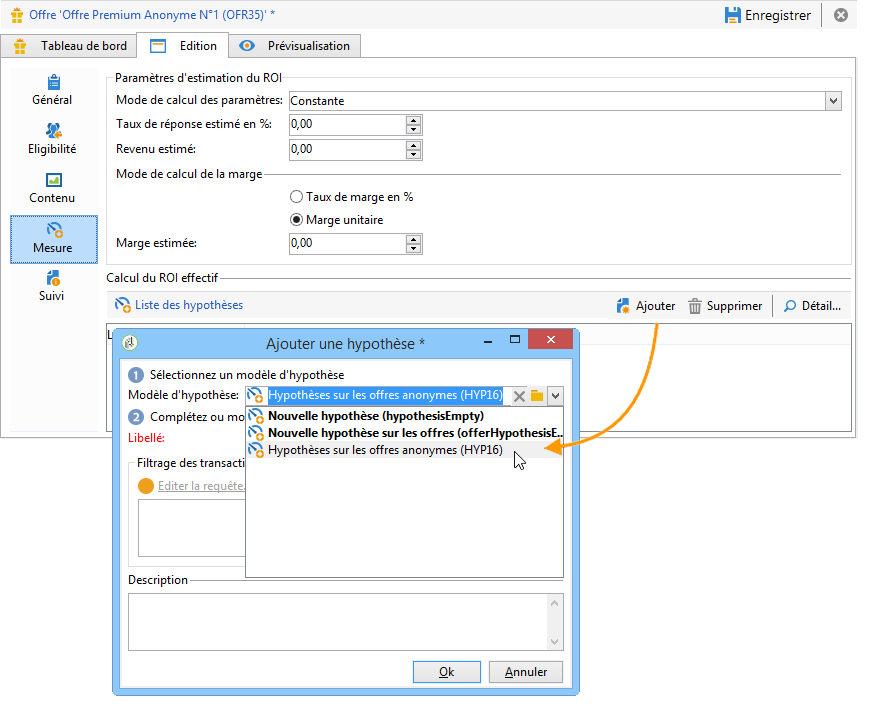 Offre 'Offre Premium Anonyme N°1 (OFR35)' *
Enregistrer
Tableau de bord
Edition
Prévisualisation
Général
Eligibilité
Contenu
Mesure
Suivi
Paramètres d'estimation du ROI
Mode de calcul des paramètres: Constante
Taux de réponse estimé en %: 0,00
Revenu estimé: 0,00
Mode de calcul de la marge
Taux de marge en %
Marge unitaire
Marge estimée: 0,00
Calcul du ROI effectif
Liste des hypothèses
Ajouter
Supprimer
Détail...
Ajouter une hypothèse *
1 Sélectionnez un modèle d'hypothèse
Modèle d'hypothèse: Hypothèses sur les offres anonymes (HYP16)
Nouvelle hypothèse (hypothesisEmpty)
Nouvelle hypothèse sur les offres (offerHypothesisE...
Hypothèses sur les offres anonymes (HYP16)
2 Complétez ou mo
Libellé:
Filtrage des transacti
Editer la requête.
Description
Ok
Annuler